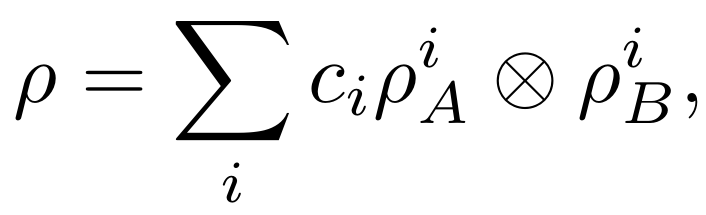 ρ = ∑_i c_i ρ_A^i ⊗ ρ_B^i,